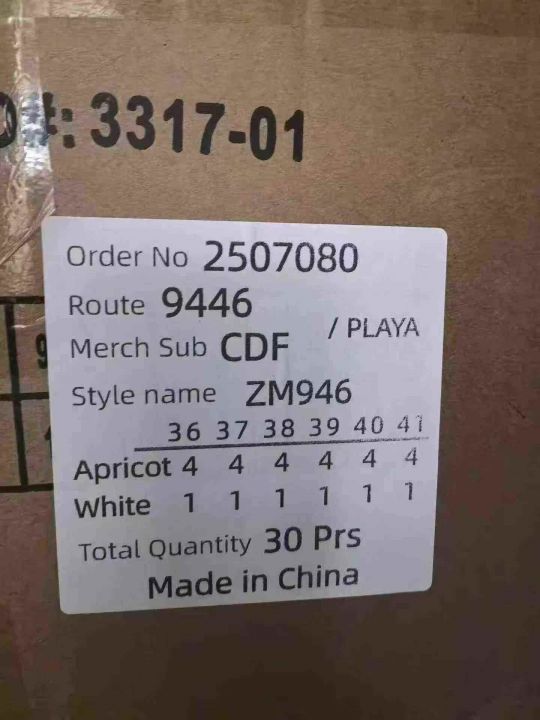 #: 3317-01
Order No 2507080
Route 9446
/ PLAYA
Merch Sub CDF
Style name ZM946
36 37 38 39 40 41
Apricot 4 4 4 4 4 4
White 1 1 1 1 1 1
Total Quantity 30 Prs
Made in China